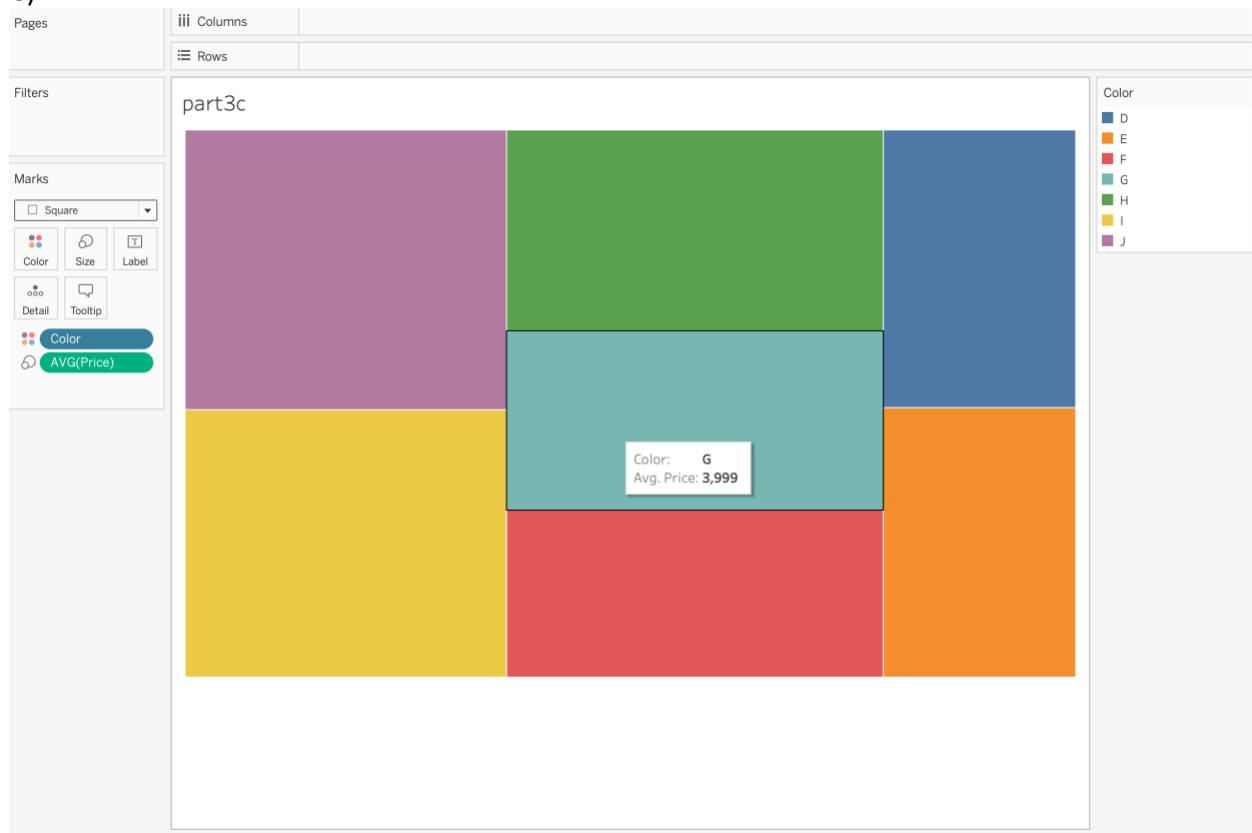 Pages
Columns
Rows
Filters
part3c
Color
D
E
F
G
H
I
J
Marks
Square
Color Size Label
Detail Tooltip
Color
AVG(Price)
Color: G
Avg. Price: 3,999